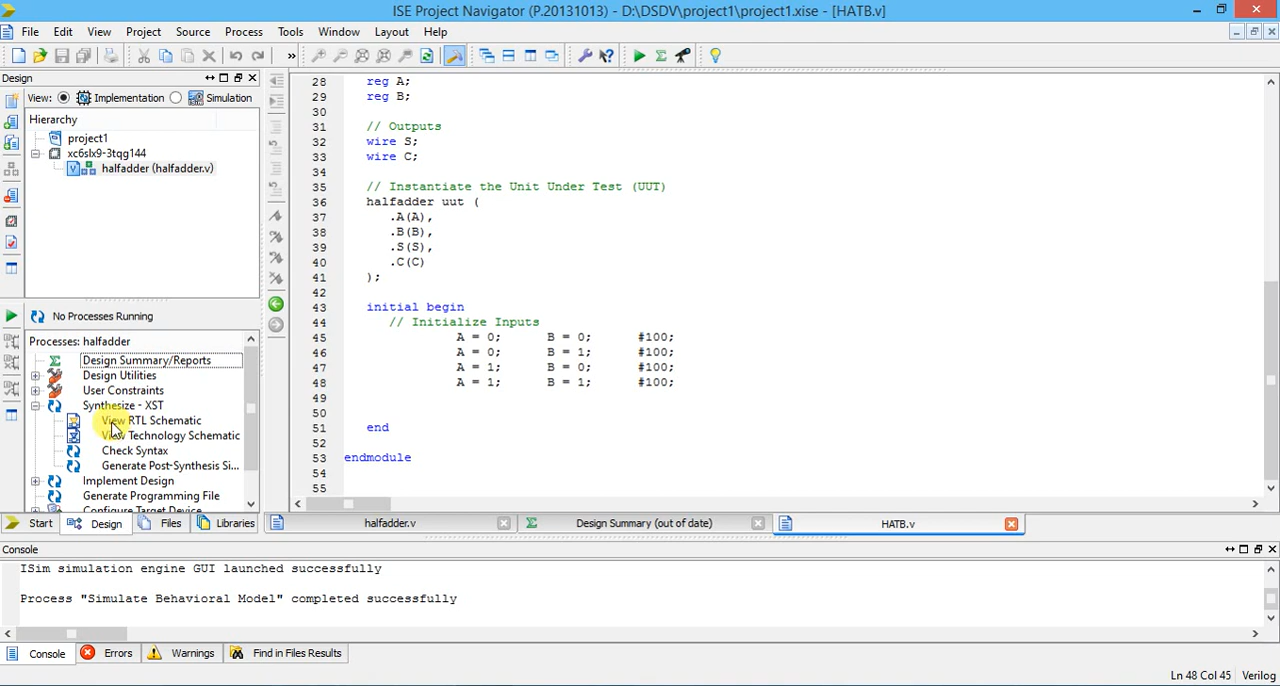 ISE Project Navigator (P.20131013) - D:\DSDV\project1\project1.xise - [HATB.v]
File Edit View Project Source Process Tools Window Layout Help
Design
View: Implementation Simulation
Hierarchy
project1
xc6slx9-3tqg144
halfadder (halfadder.v)
No Processes Running
Processes: halfadder
Design Summary/Reports
Design Utilities
User Constraints
Synthesize - XST
View RTL Schematic
View Technology Schematic
Check Syntax
Generate Post-Synthesis Si...
Implement Design
Generate Programming File
Configure Target Device
Start Design Files Libraries
28 reg A;
29 reg B;
30
31 // Outputs
32 wire S;
33 wire C;
34
35 // Instantiate the Unit Under Test (UUT)
36 halfadder uut (
37 .A(A),
38 .B(B),
39 .S(S),
40 .C(C)
41 );
42
43 initial begin
44 // Initialize Inputs
45 A = 0; B = 0; #100;
46 A = 0; B = 1; #100;
47 A = 1; B = 0; #100;
48 A = 1; B = 1; #100;
49
50
51 end
52
53 endmodule
54
55
halfadder.v Design Summary (out of date) HATB.v
Console
ISim simulation engine GUI launched successfully
Process "Simulate Behavioral Model" completed successfully
Console Errors Warnings Find in Files Results
Ln 48 Col 45 Verilog